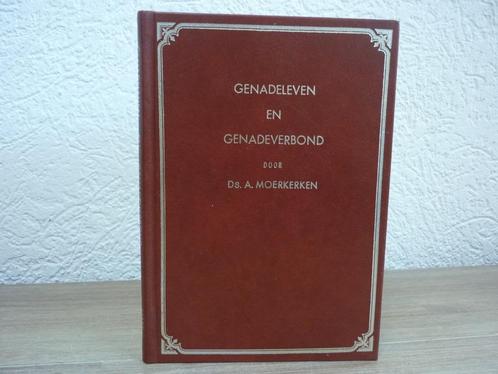 GENADELEVEN
EN
GENADEVERBOND
DOOR
DS. A. MOERKERKEN